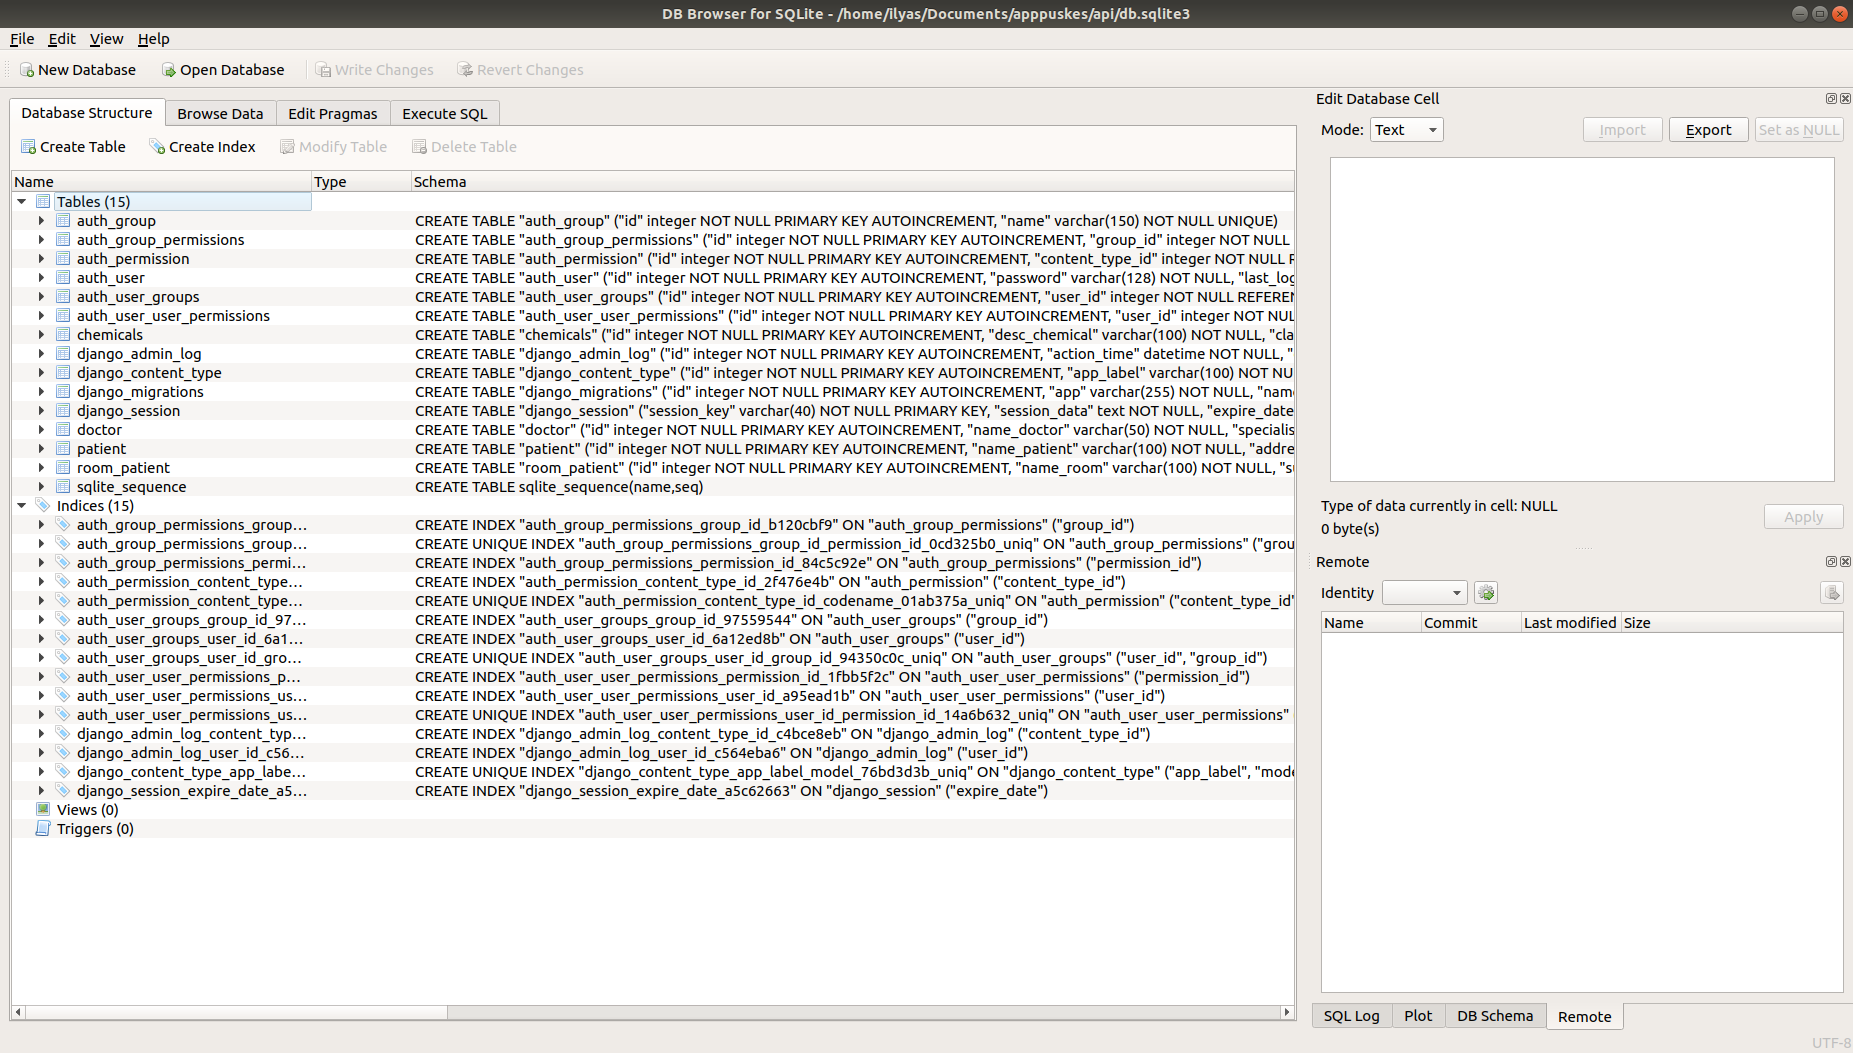 DB Browser for SQLite - /home/ilyas/Documents/apppuskes/api/db.sqlite3
File Edit View Help
New Database Open Database Write Changes Revert Changes
Database Structure Browse Data Edit Pragmas Execute SQL
Create Table Create Index Modify Table Delete Table
Name Type Schema
Tables (15)
auth_group CREATE TABLE "auth_group" ("id" integer NOT NULL PRIMARY KEY AUTOINCREMENT, "name" varchar(150) NOT NULL UNIQUE)
auth_group_permissions CREATE TABLE "auth_group_permissions" ("id" integer NOT NULL PRIMARY KEY AUTOINCREMENT, "group_id" integer NOT NULL
auth_permission CREATE TABLE "auth_permission" ("id" integer NOT NULL PRIMARY KEY AUTOINCREMENT, "content_type_id" integer NOT NULL R
auth_user CREATE TABLE "auth_user" ("id" integer NOT NULL PRIMARY KEY AUTOINCREMENT, "password" varchar(128) NOT NULL, "last_log
auth_user_groups CREATE TABLE "auth_user_groups" ("id" integer NOT NULL PRIMARY KEY AUTOINCREMENT, "user_id" integer NOT NULL REFEREN
auth_user_user_permissions CREATE TABLE "auth_user_user_permissions" ("id" integer NOT NULL PRIMARY KEY AUTOINCREMENT, "user_id" integer NOT NUL
chemicals CREATE TABLE "chemicals" ("id" integer NOT NULL PRIMARY KEY AUTOINCREMENT, "desc_chemical" varchar(100) NOT NULL, "cla
django_admin_log CREATE TABLE "django_admin_log" ("id" integer NOT NULL PRIMARY KEY AUTOINCREMENT, "action_time" datetime NOT NULL, "
django_content_type CREATE TABLE "django_content_type" ("id" integer NOT NULL PRIMARY KEY AUTOINCREMENT, "app_label" varchar(100) NOT NU
django_migrations CREATE TABLE "django_migrations" ("id" integer NOT NULL PRIMARY KEY AUTOINCREMENT, "app" varchar(255) NOT NULL, "nam
django_session CREATE TABLE "django_session" ("session_key" varchar(40) NOT NULL PRIMARY KEY, "session_data" text NOT NULL, "expire_date
doctor CREATE TABLE "doctor" ("id" integer NOT NULL PRIMARY KEY AUTOINCREMENT, "name_doctor" varchar(50) NOT NULL, "specialis
patient CREATE TABLE "patient" ("id" integer NOT NULL PRIMARY KEY AUTOINCREMENT, "name_patient" varchar(100) NOT NULL, "addre
room_patient CREATE TABLE "room_patient" ("id" integer NOT NULL PRIMARY KEY AUTOINCREMENT, "name_room" varchar(100) NOT NULL, "s
sqlite_sequence CREATE TABLE sqlite_sequence(name,seq)
Indices (15)
auth_group_permissions_group... CREATE INDEX "auth_group_permissions_group_id_b120cbf9" ON "auth_group_permissions" ("group_id")
auth_group_permissions_group... CREATE UNIQUE INDEX "auth_group_permissions_group_id_permission_id_0cd325b0_uniq" ON "auth_group_permissions" ("grou
auth_group_permissions_permi... CREATE INDEX "auth_group_permissions_permission_id_84c5c92e" ON "auth_group_permissions" ("permission_id")
auth_permission_content_type... CREATE INDEX "auth_permission_content_type_id_2f476e4b" ON "auth_permission" ("content_type_id")
auth_permission_content_type... CREATE UNIQUE INDEX "auth_permission_content_type_id_codename_01ab375a_uniq" ON "auth_permission" ("content_type_id"
auth_user_groups_group_id_97... CREATE INDEX "auth_user_groups_group_id_97559544" ON "auth_user_groups" ("group_id")
auth_user_groups_user_id_6a1... CREATE INDEX "auth_user_groups_user_id_6a12ed8b" ON "auth_user_groups" ("user_id")
auth_user_groups_user_id_gro... CREATE UNIQUE INDEX "auth_user_groups_user_id_group_id_94350c0c_uniq" ON "auth_user_groups" ("user_id", "group_id")
auth_user_user_permissions_p... CREATE INDEX "auth_user_user_permissions_permission_id_1fbb5f2c" ON "auth_user_user_permissions" ("permission_id")
auth_user_user_permissions_us... CREATE INDEX "auth_user_user_permissions_user_id_a95ead1b" ON "auth_user_user_permissions" ("user_id")
auth_user_user_permissions_us... CREATE UNIQUE INDEX "auth_user_user_permissions_user_id_permission_id_14a6b632_uniq" ON "auth_user_user_permissions"
django_admin_log_content_typ... CREATE INDEX "django_admin_log_content_type_id_c4bce8eb" ON "django_admin_log" ("content_type_id")
django_admin_log_user_id_c56... CREATE INDEX "django_admin_log_user_id_c564eba6" ON "django_admin_log" ("user_id")
django_content_type_app_labe... CREATE UNIQUE INDEX "django_content_type_app_label_model_76bd3d3b_uniq" ON "django_content_type" ("app_label", "mode
django_session_expire_date_a5... CREATE INDEX "django_session_expire_date_a5c62663" ON "django_session" ("expire_date")
Views (0)
Triggers (0)
Edit Database Cell
Mode: Text Import Export Set as NULL
Type of data currently in cell: NULL
0 byte(s)
Apply
Remote
Identity
Name Commit Last modified Size
SQL Log Plot DB Schema Remote
UTF-8